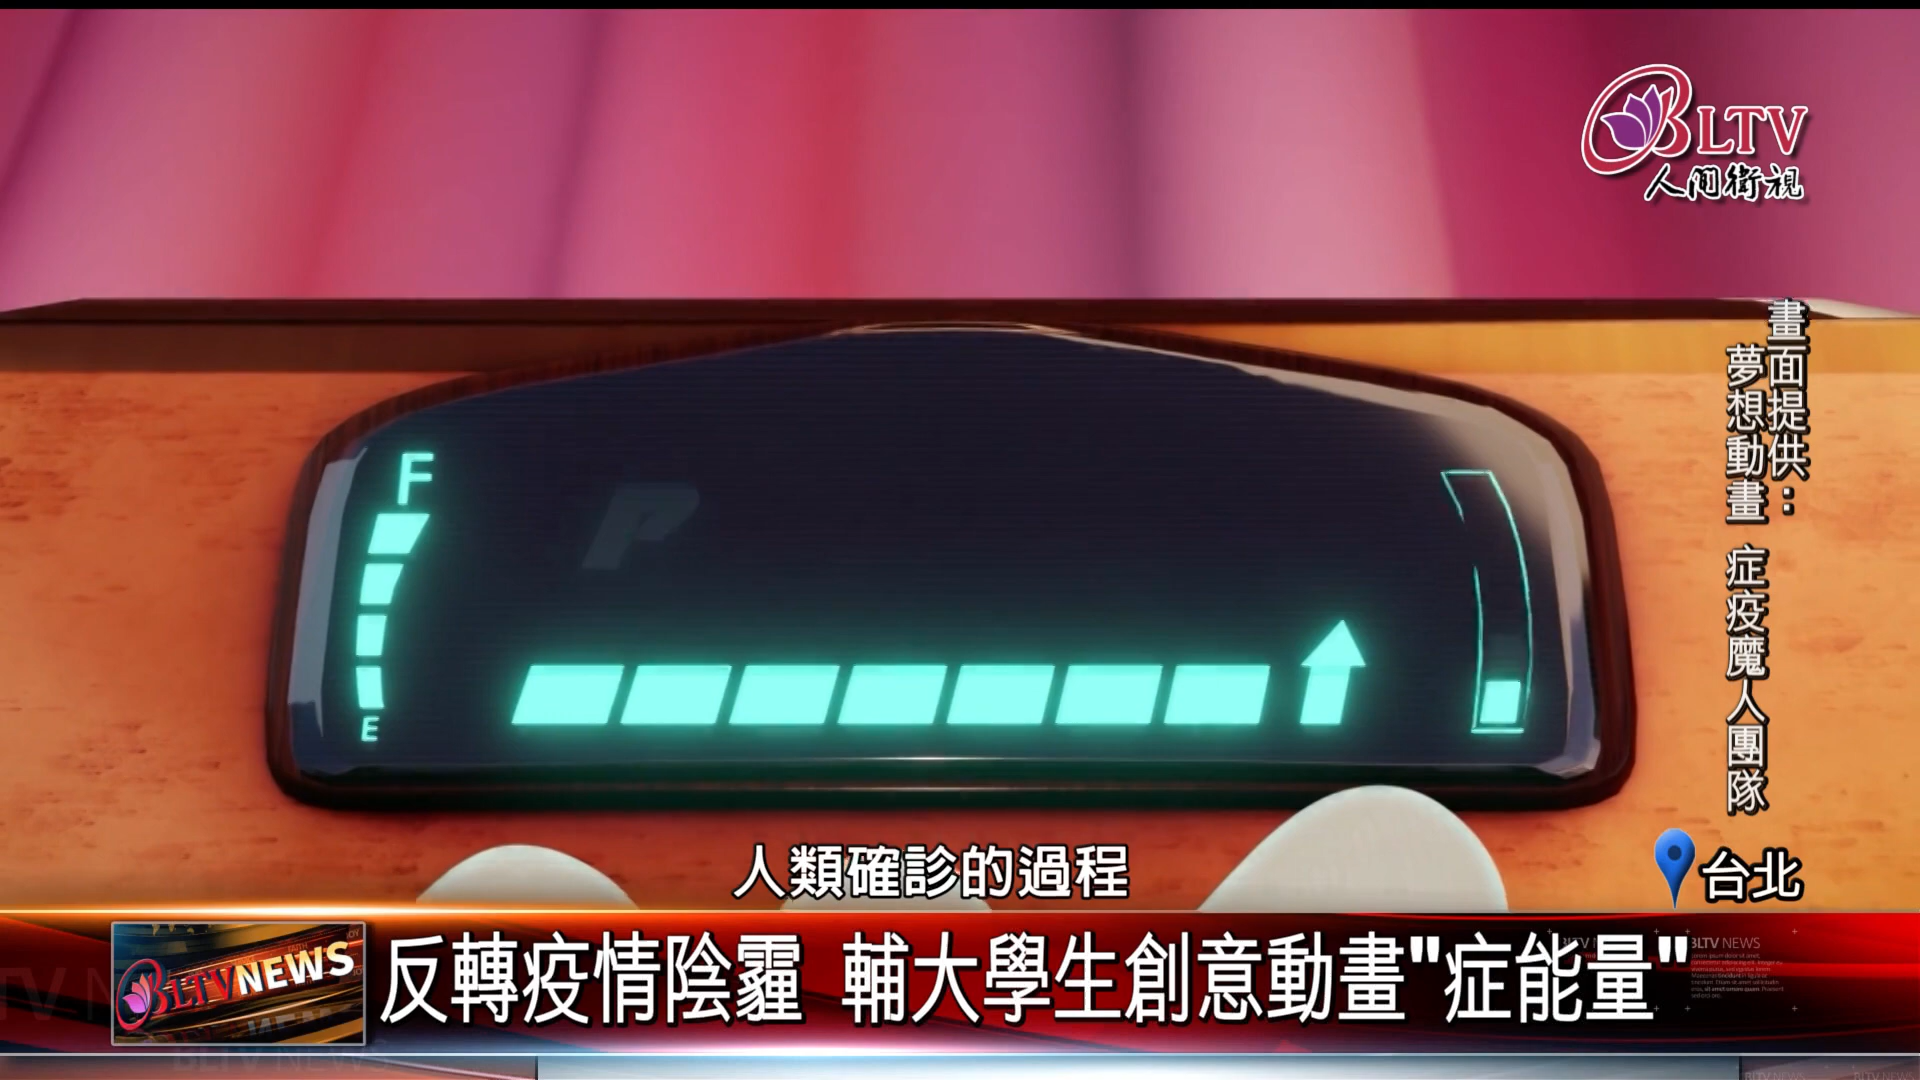 BLTV
人間衛視
畫面提供：
夢想動畫 症疫魔人團隊
F
P
E
人類確診的過程
台北
BLTVNEWS
反轉疫情陰霾 輔大學生創意動畫"症能量"
BLTV NEWS